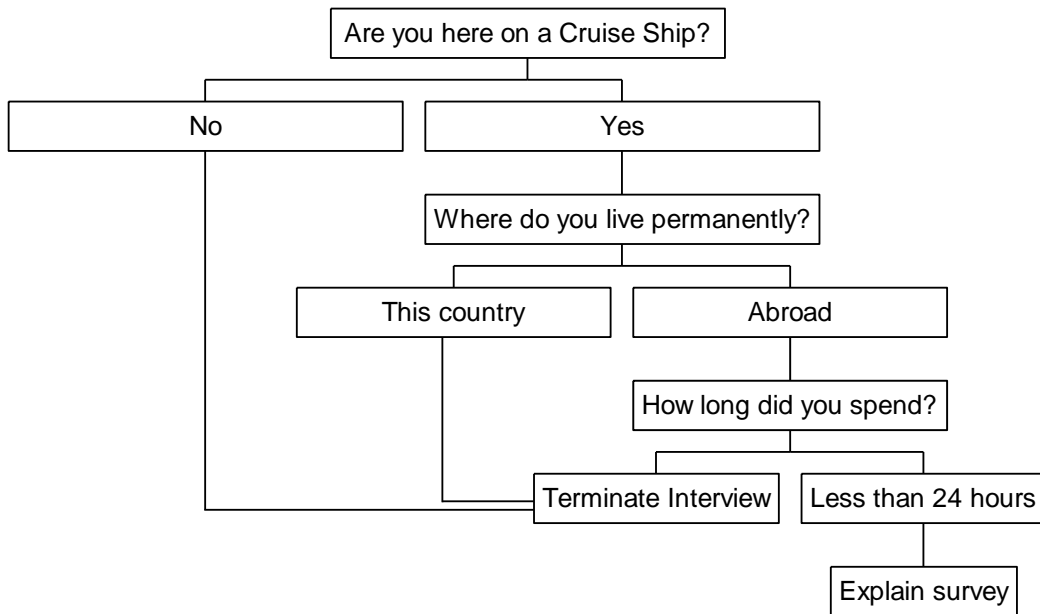 Are you here on a Cruise Ship?
No
Yes
Where do you live permanently?
This country
Abroad
How long did you spend?
Terminate Interview
Less than 24 hours
Explain survey